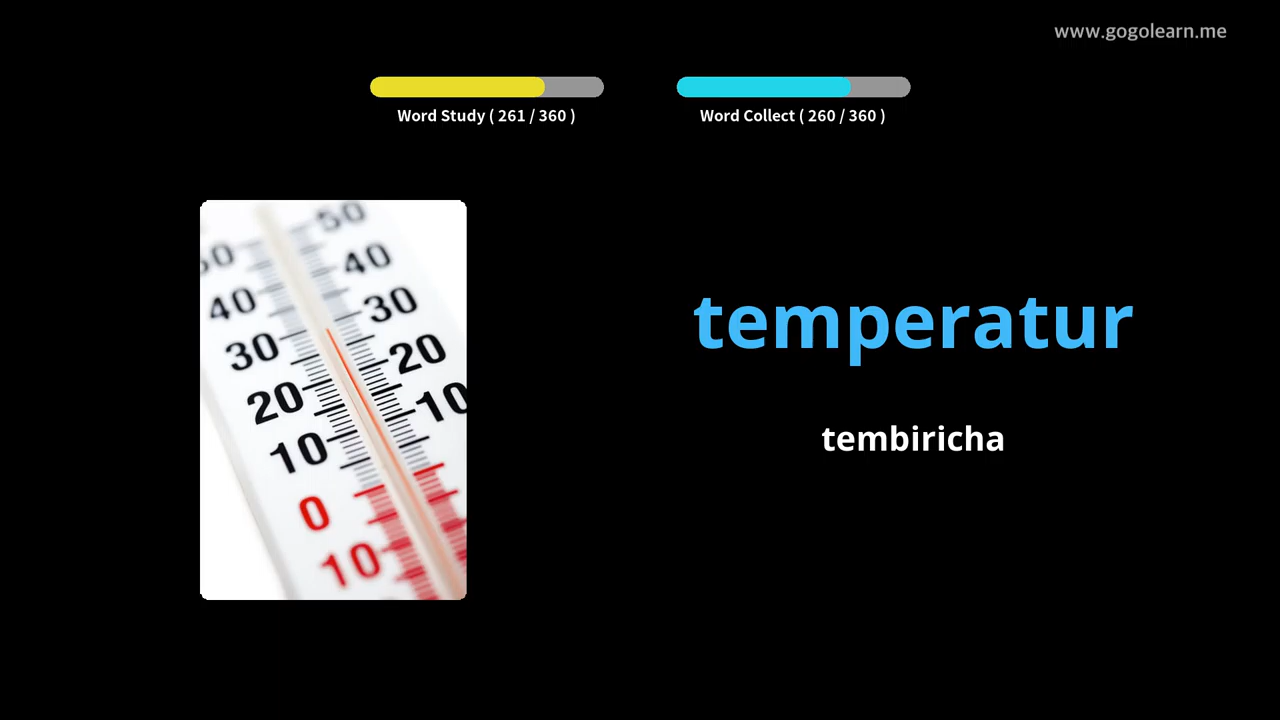 www.gogolearn.me
Word Study ( 261 / 360 )
Word Collect ( 260 / 360 )
50
50
40
40
30
30
20
20
10
10
0
10
temperatur
tembiricha